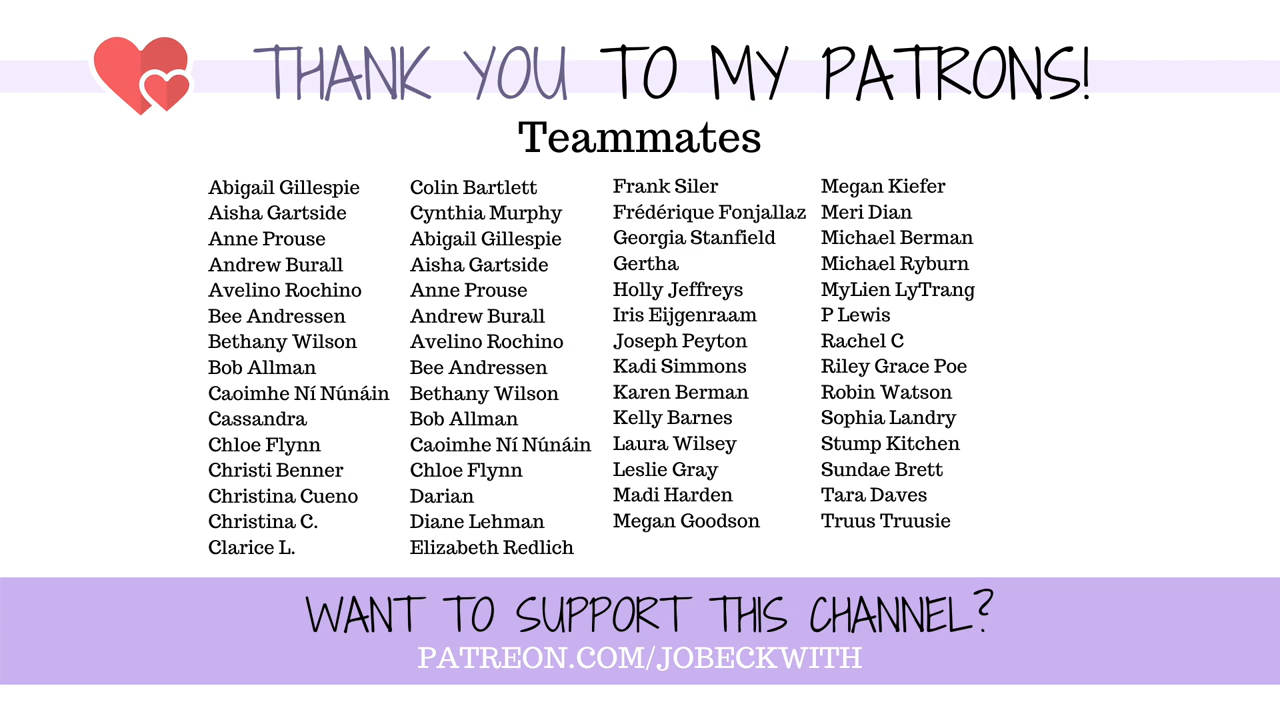 THANK YOU TO MY PATRONS!
Teammates
Abigail Gillespie
Aisha Gartside
Anne Prouse
Andrew Burall
Avelino Rochino
Bee Andressen
Bethany Wilson
Bob Allman
Caoimhe Ní Núnáin
Cassandra
Chloe Flynn
Christi Benner
Christina Cueno
Christina C.
Clarice L.
Colin Bartlett
Cynthia Murphy
Abigail Gillespie
Aisha Gartside
Anne Prouse
Andrew Burall
Avelino Rochino
Bee Andressen
Bethany Wilson
Bob Allman
Caoimhe Ní Núnáin
Chloe Flynn
Darian
Diane Lehman
Elizabeth Redlich
Frank Siler
Frédérique Fonjallaz
Georgia Stanfield
Gertha
Holly Jeffreys
Iris Eijgenraam
Joseph Peyton
Kadi Simmons
Karen Berman
Kelly Barnes
Laura Wilsey
Leslie Gray
Madi Harden
Megan Goodson
Megan Kiefer
Meri Dian
Michael Berman
Michael Ryburn
MyLien LyTrang
P Lewis
Rachel C
Riley Grace Poe
Robin Watson
Sophia Landry
Stump Kitchen
Sundae Brett
Tara Daves
Truus Truusie
WANT TO SUPPORT THIS CHANNEL?
PATREON.COM/JOBECKWITH